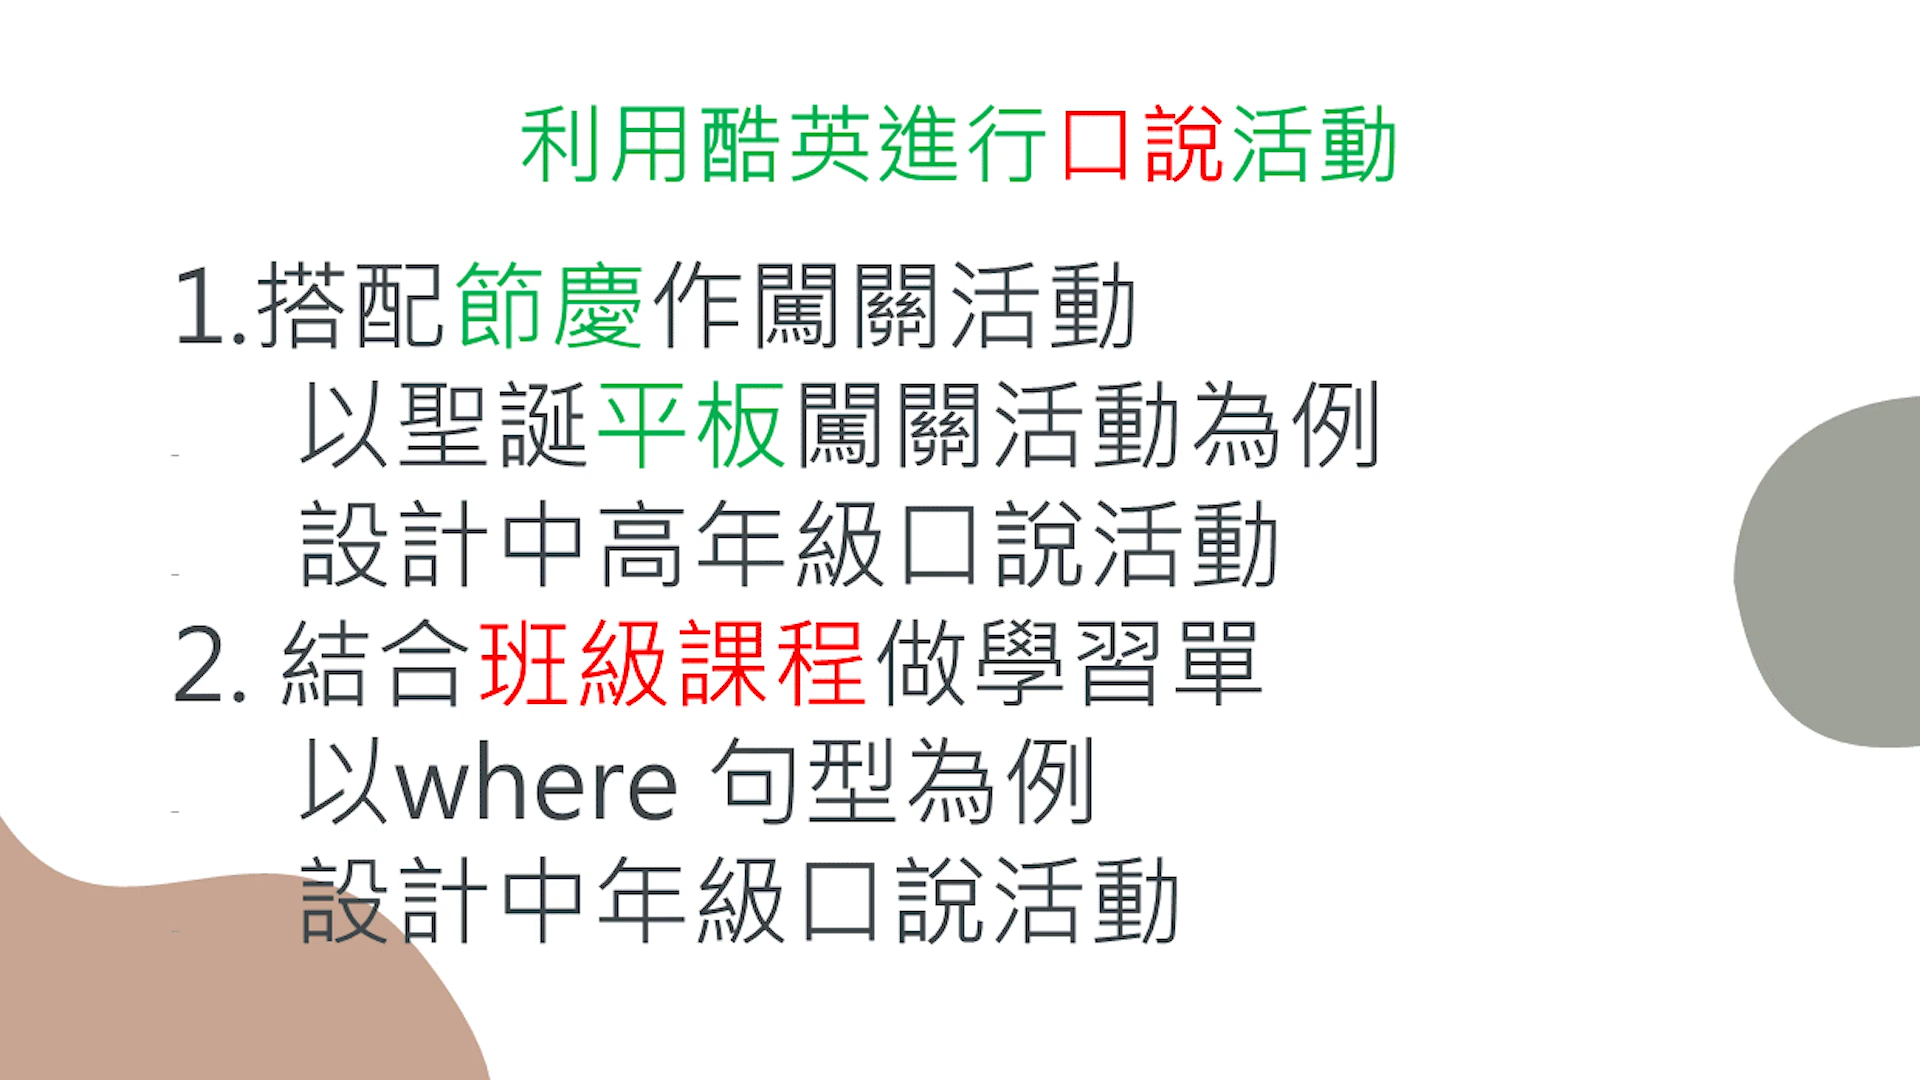 利用酷英進行口說活動
1.搭配節慶作闖關活動
以聖誕平板闖關活動為例
設計中高年級口說活動
2. 結合班級課程做學習單
以where 句型為例
設計中年級口說活動